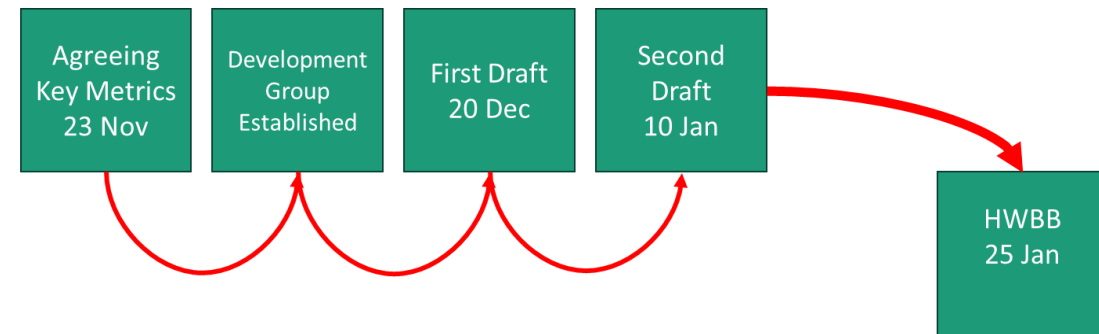 Agreeing
Key Metrics
23 Nov
Development
Group
Established
First Draft
20 Dec
Second
Draft
10 Jan
HWBB
25 Jan